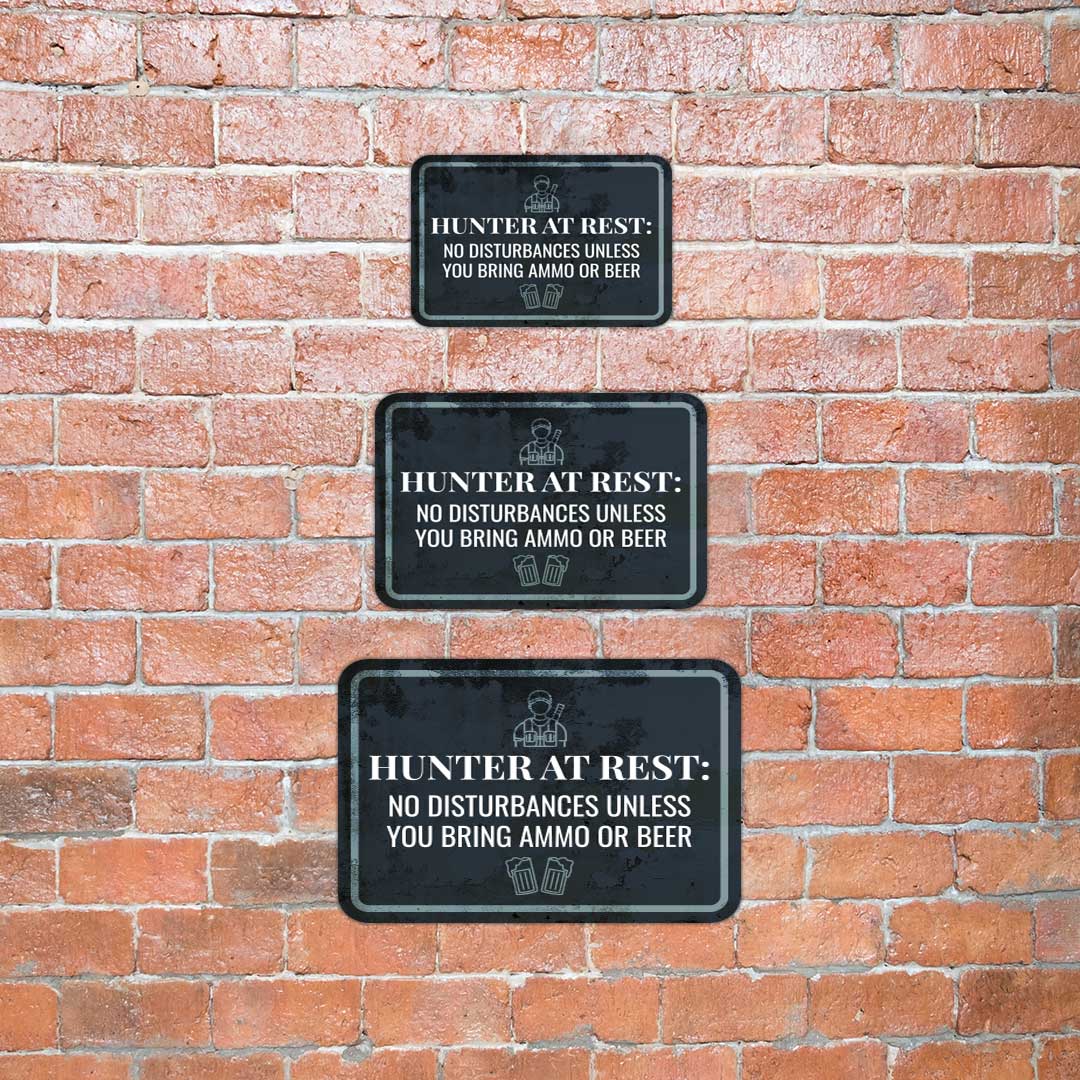 HUNTER AT REST:
NO DISTURBANCES UNLESS
YOU BRING AMMO OR BEER
HUNTER AT REST:
NO DISTURBANCES UNLESS
YOU BRING AMMO OR BEER
HUNTER AT REST:
NO DISTURBANCES UNLESS
YOU BRING AMMO OR BEER